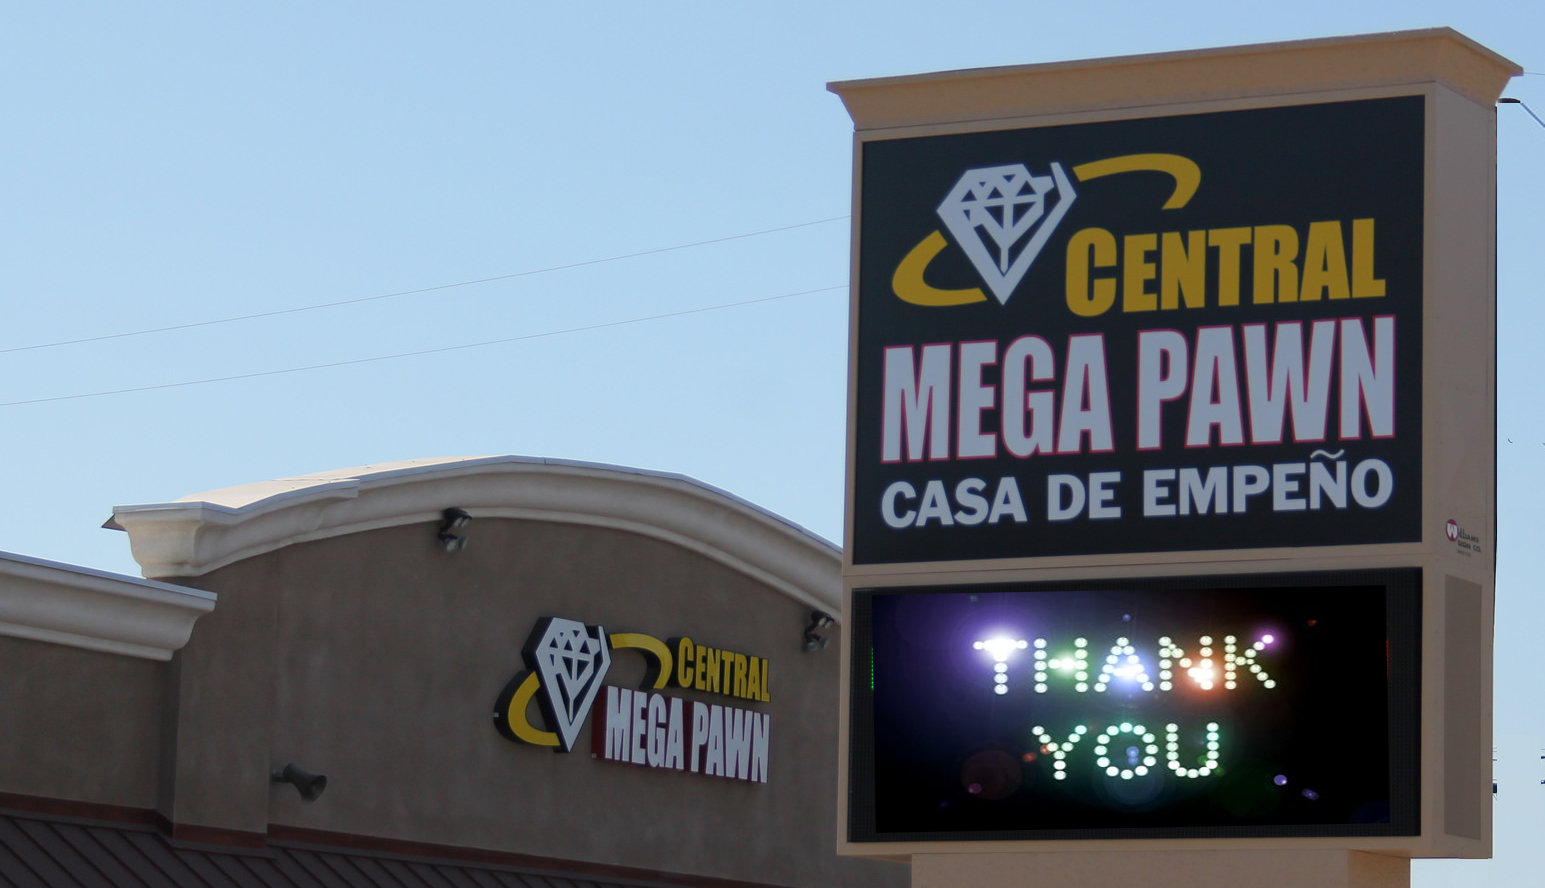 CENTRAL
MEGA PAWN
CASA DE EMPEÑO
THANK
YOU
CENTRAL
MEGA PAWN